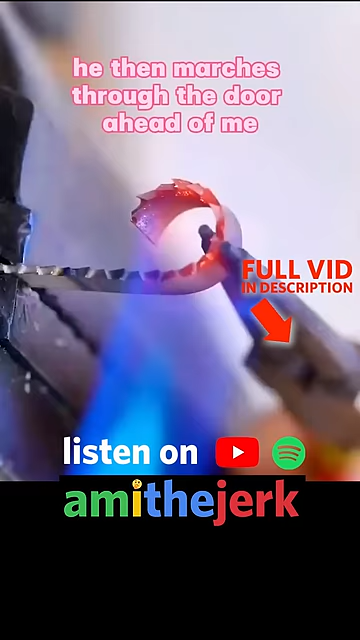 he then marches
through the door
ahead of me
FULL VID
IN DESCRIPTION
listen on
amithejerk